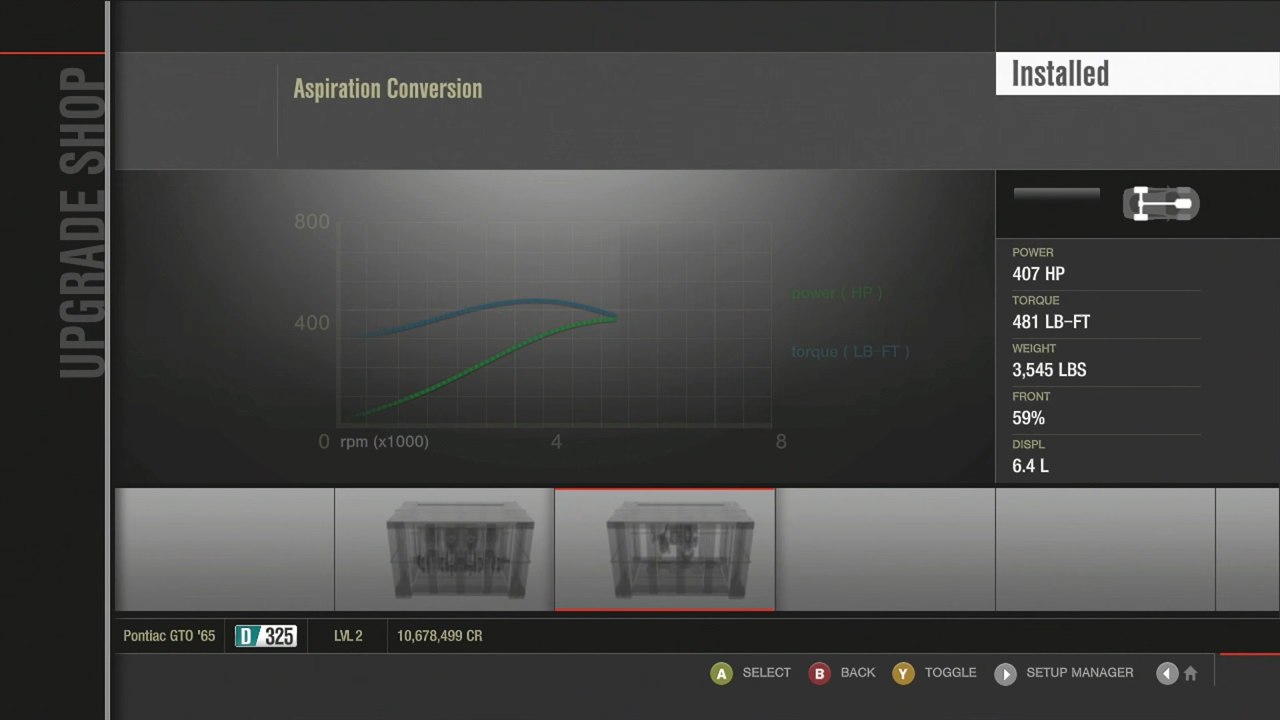 UPGRADE SHOP
Aspiration Conversion
Installed
800
400
0 rpm (x1000) 4 8
power ( HP )
torque ( LB-FT )
POWER
407 HP
TORQUE
481 LB-FT
WEIGHT
3,545 LBS
FRONT
59%
DISPL
6.4 L
Pontiac GTO '65 D 325 LVL 2 10,678,499 CR
A SELECT B BACK Y TOGGLE SETUP MANAGER